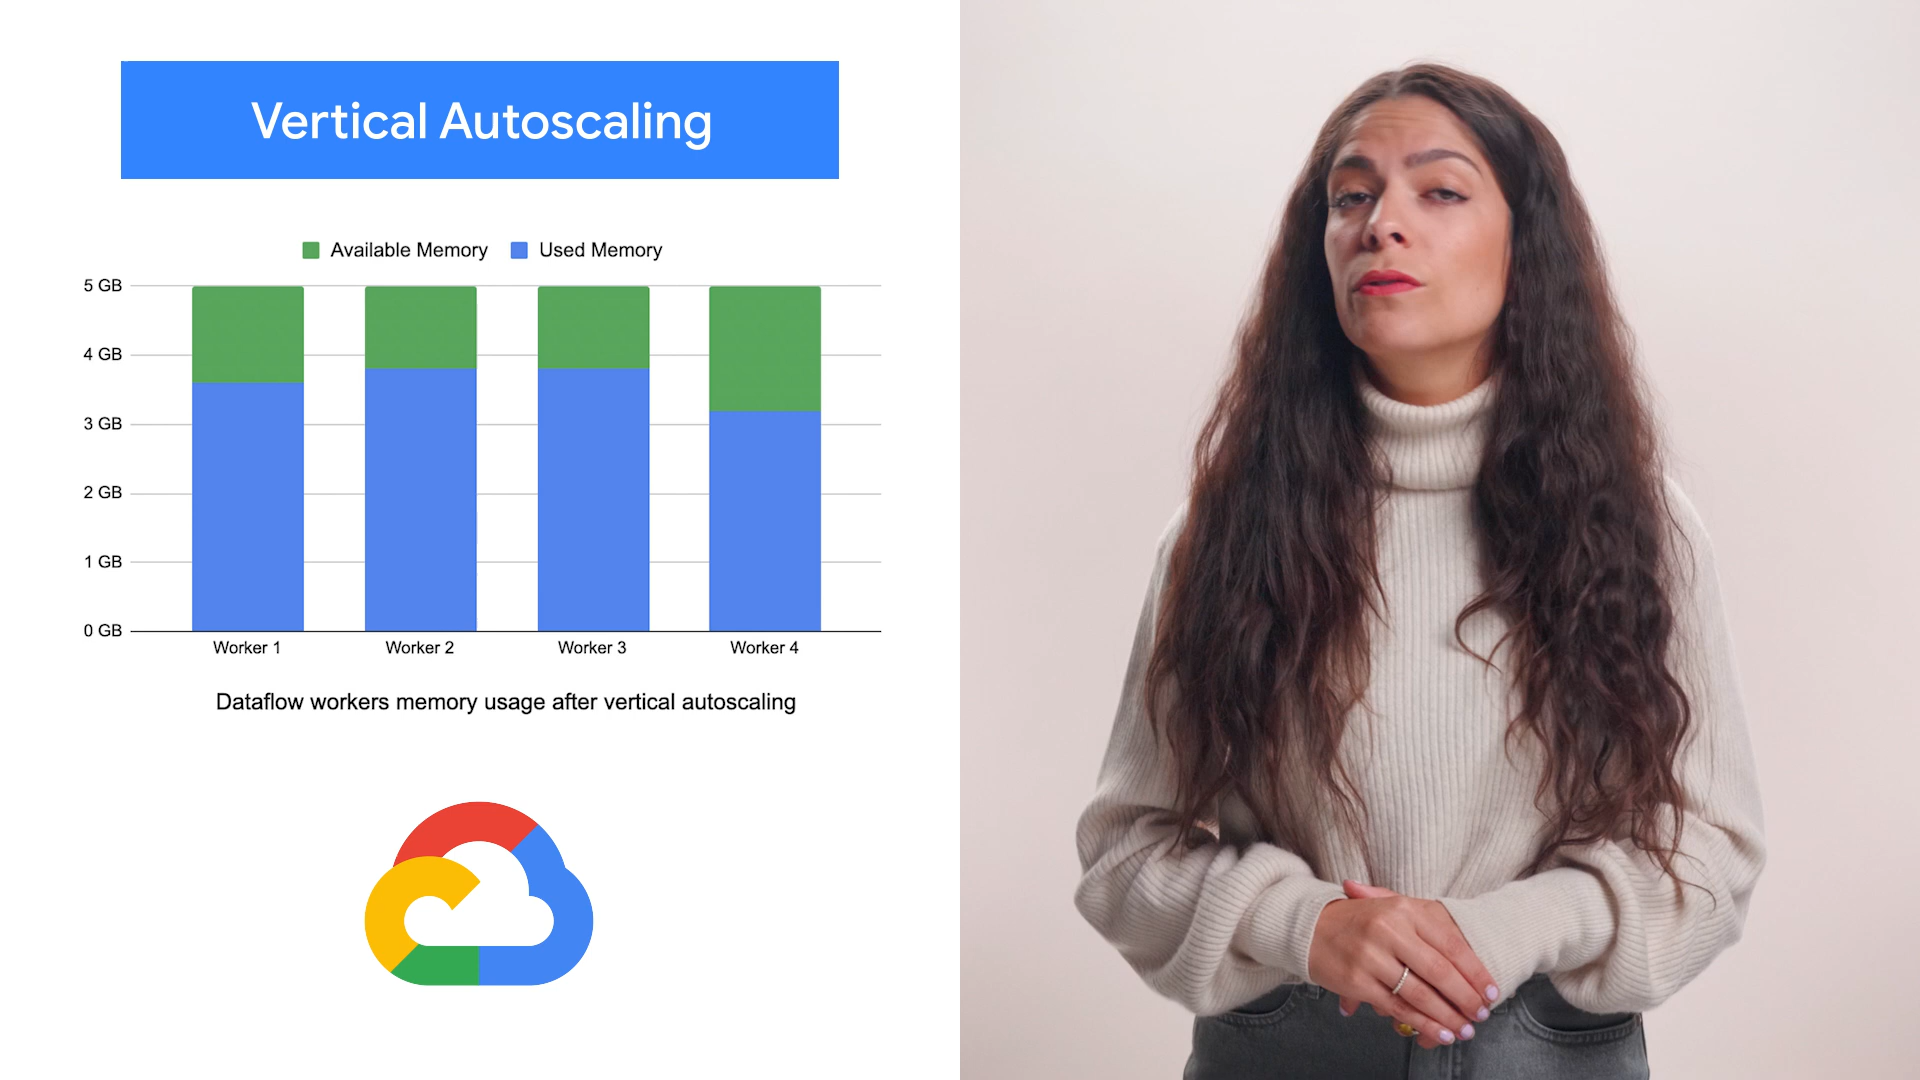 Vertical Autoscaling
Available Memory Used Memory
5 GB
4 GB
3 GB
2 GB
1 GB
0 GB
Worker 1 Worker 2 Worker 3 Worker 4
Dataflow workers memory usage after vertical autoscaling